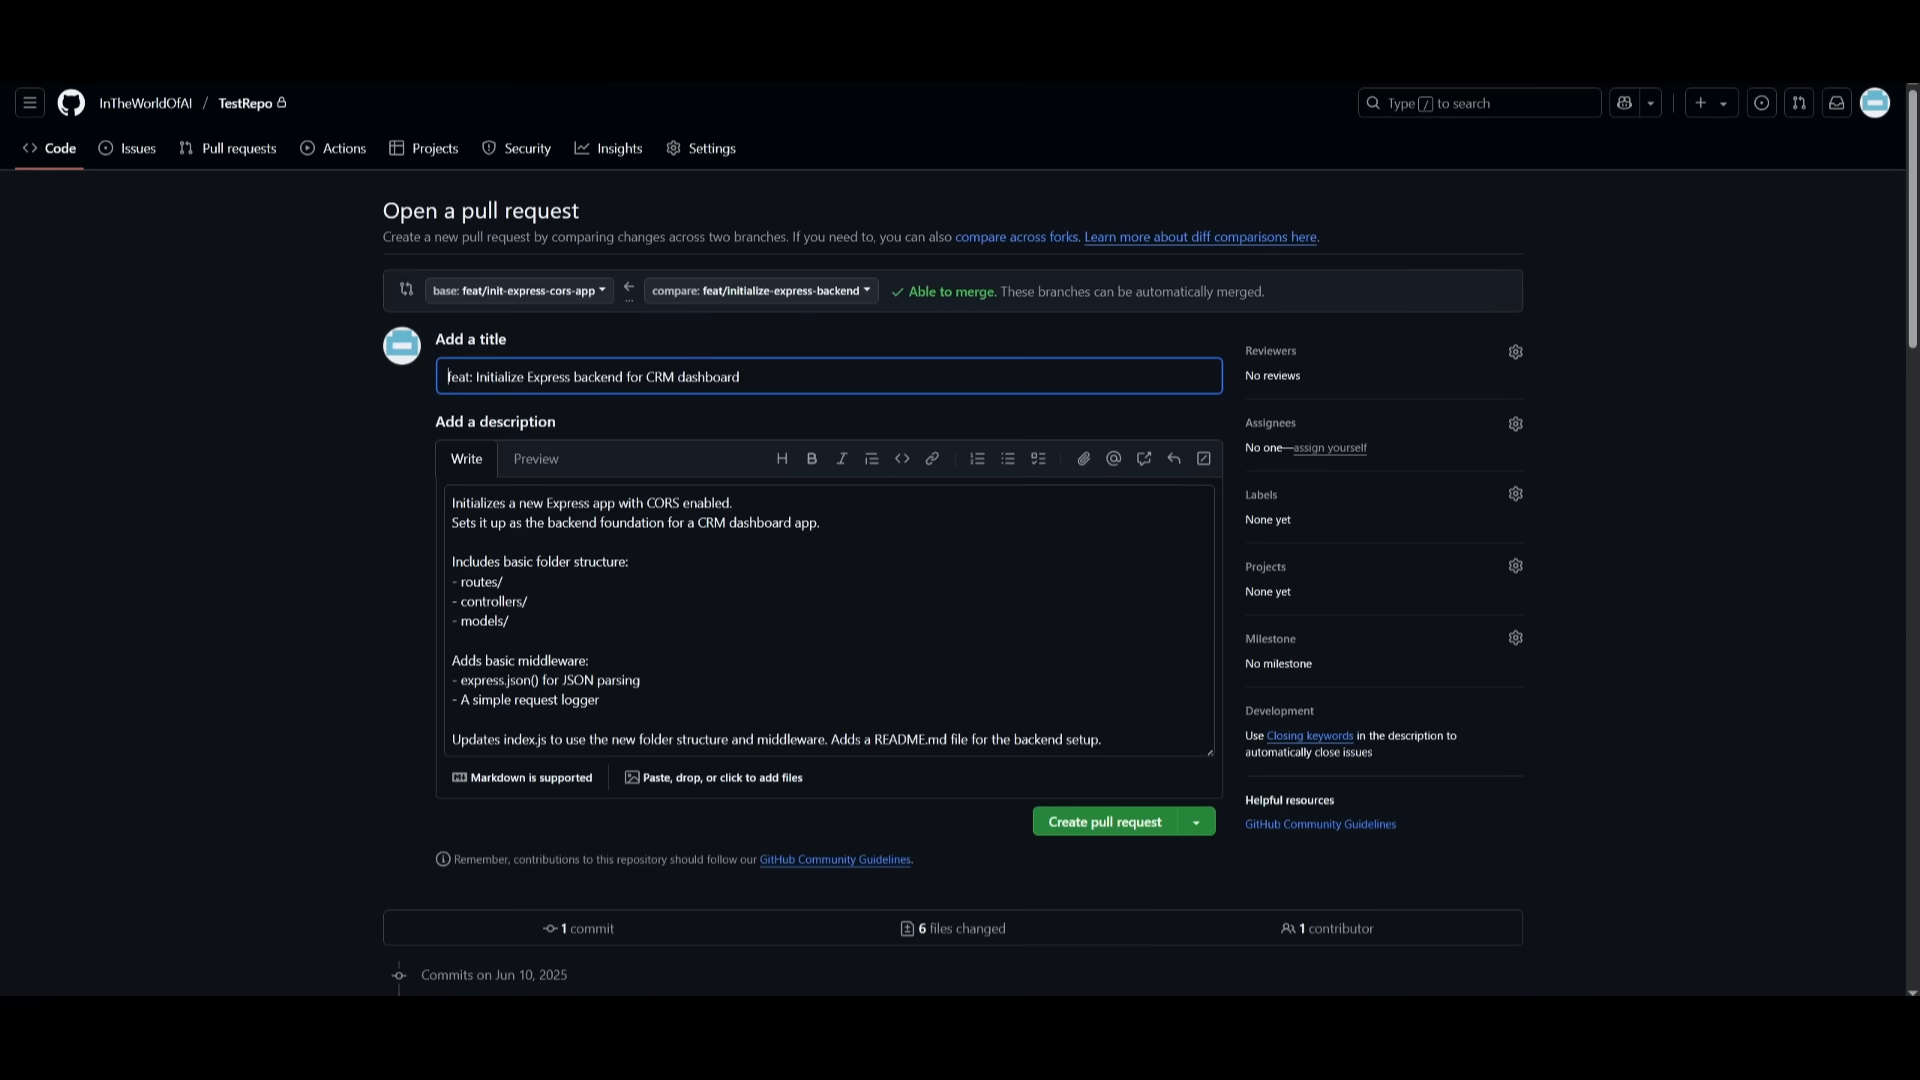 InTheWorldOfAI / TestRepo
Type / to search
Code Issues Pull requests Actions Projects Security Insights Settings
Open a pull request
Create a new pull request by comparing changes across two branches. If you need to, you can also compare across forks. Learn more about diff comparisons here.
base: feat/init-express-cors-app ... compare: feat/initialize-express-backend Able to merge. These branches can be automatically merged.
Add a title
feat: Initialize Express backend for CRM dashboard
Add a description
Write Preview
Initializes a new Express app with CORS enabled.
Sets it up as the backend foundation for a CRM dashboard app.
Includes basic folder structure:
- routes/
- controllers/
- models/
Adds basic middleware:
- express.json() for JSON parsing
- A simple request logger
Updates index.js to use the new folder structure and middleware. Adds a README.md file for the backend setup.
Markdown is supported Paste, drop, or click to add files
Create pull request
Remember, contributions to this repository should follow our GitHub Community Guidelines.
Reviewers
No reviews
Assignees
No one—assign yourself
Labels
None yet
Projects
None yet
Milestone
No milestone
Development
Use Closing keywords in the description to
automatically close issues
Helpful resources
GitHub Community Guidelines
1 commit 6 files changed 1 contributor
Commits on Jun 10, 2025